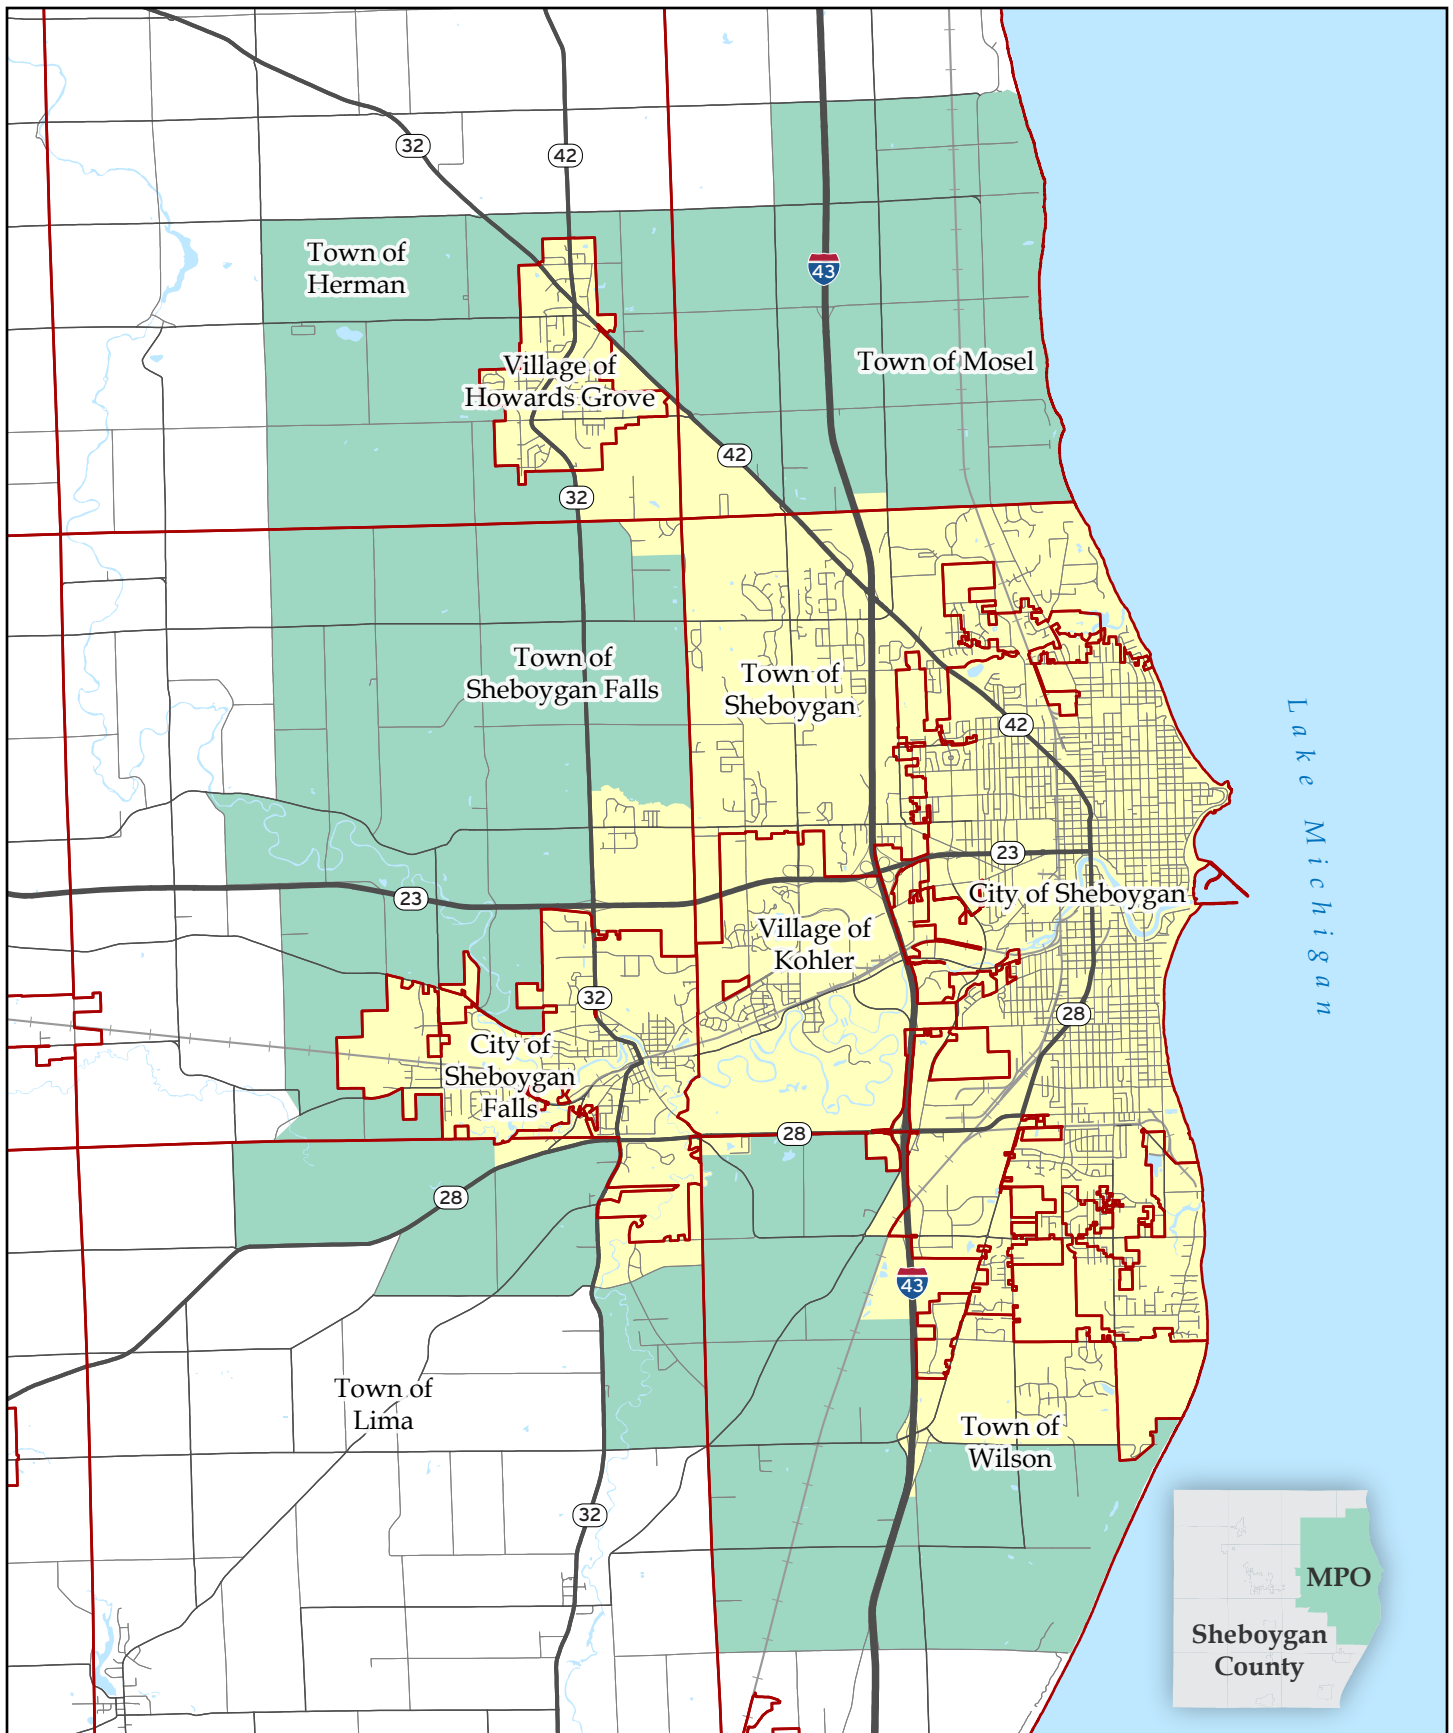 32
42
Town of
Herman
43
Village of
Howards Grove
Town of Mosel
42
32
Town of
Sheboygan Falls
Town of
Sheboygan
42
Lake Michigan
23
23
City of Sheboygan
Village of
Kohler
32
28
City of
Sheboygan
Falls
28
28
43
Town of
Lima
Town of
Wilson
32
MPO
Sheboygan
County